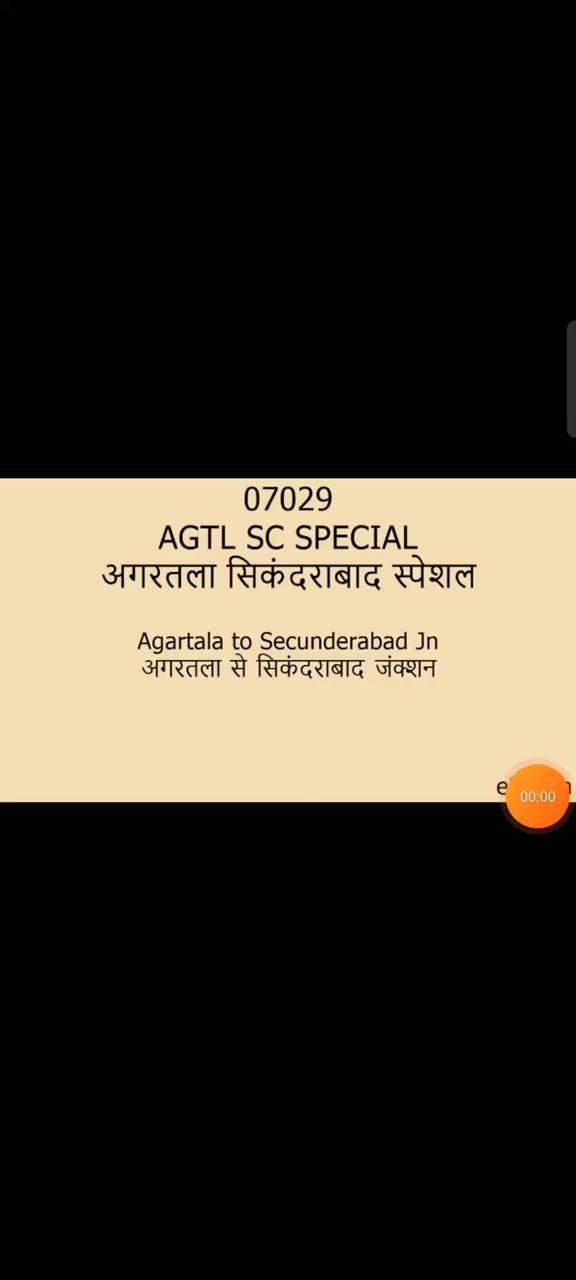 07029
AGTL SC SPECIAL
अगरतला सिकंदराबाद स्पेशल
Agartala to Secunderabad Jn
अगरतला से सिकंदराबाद जंक्शन
00:00